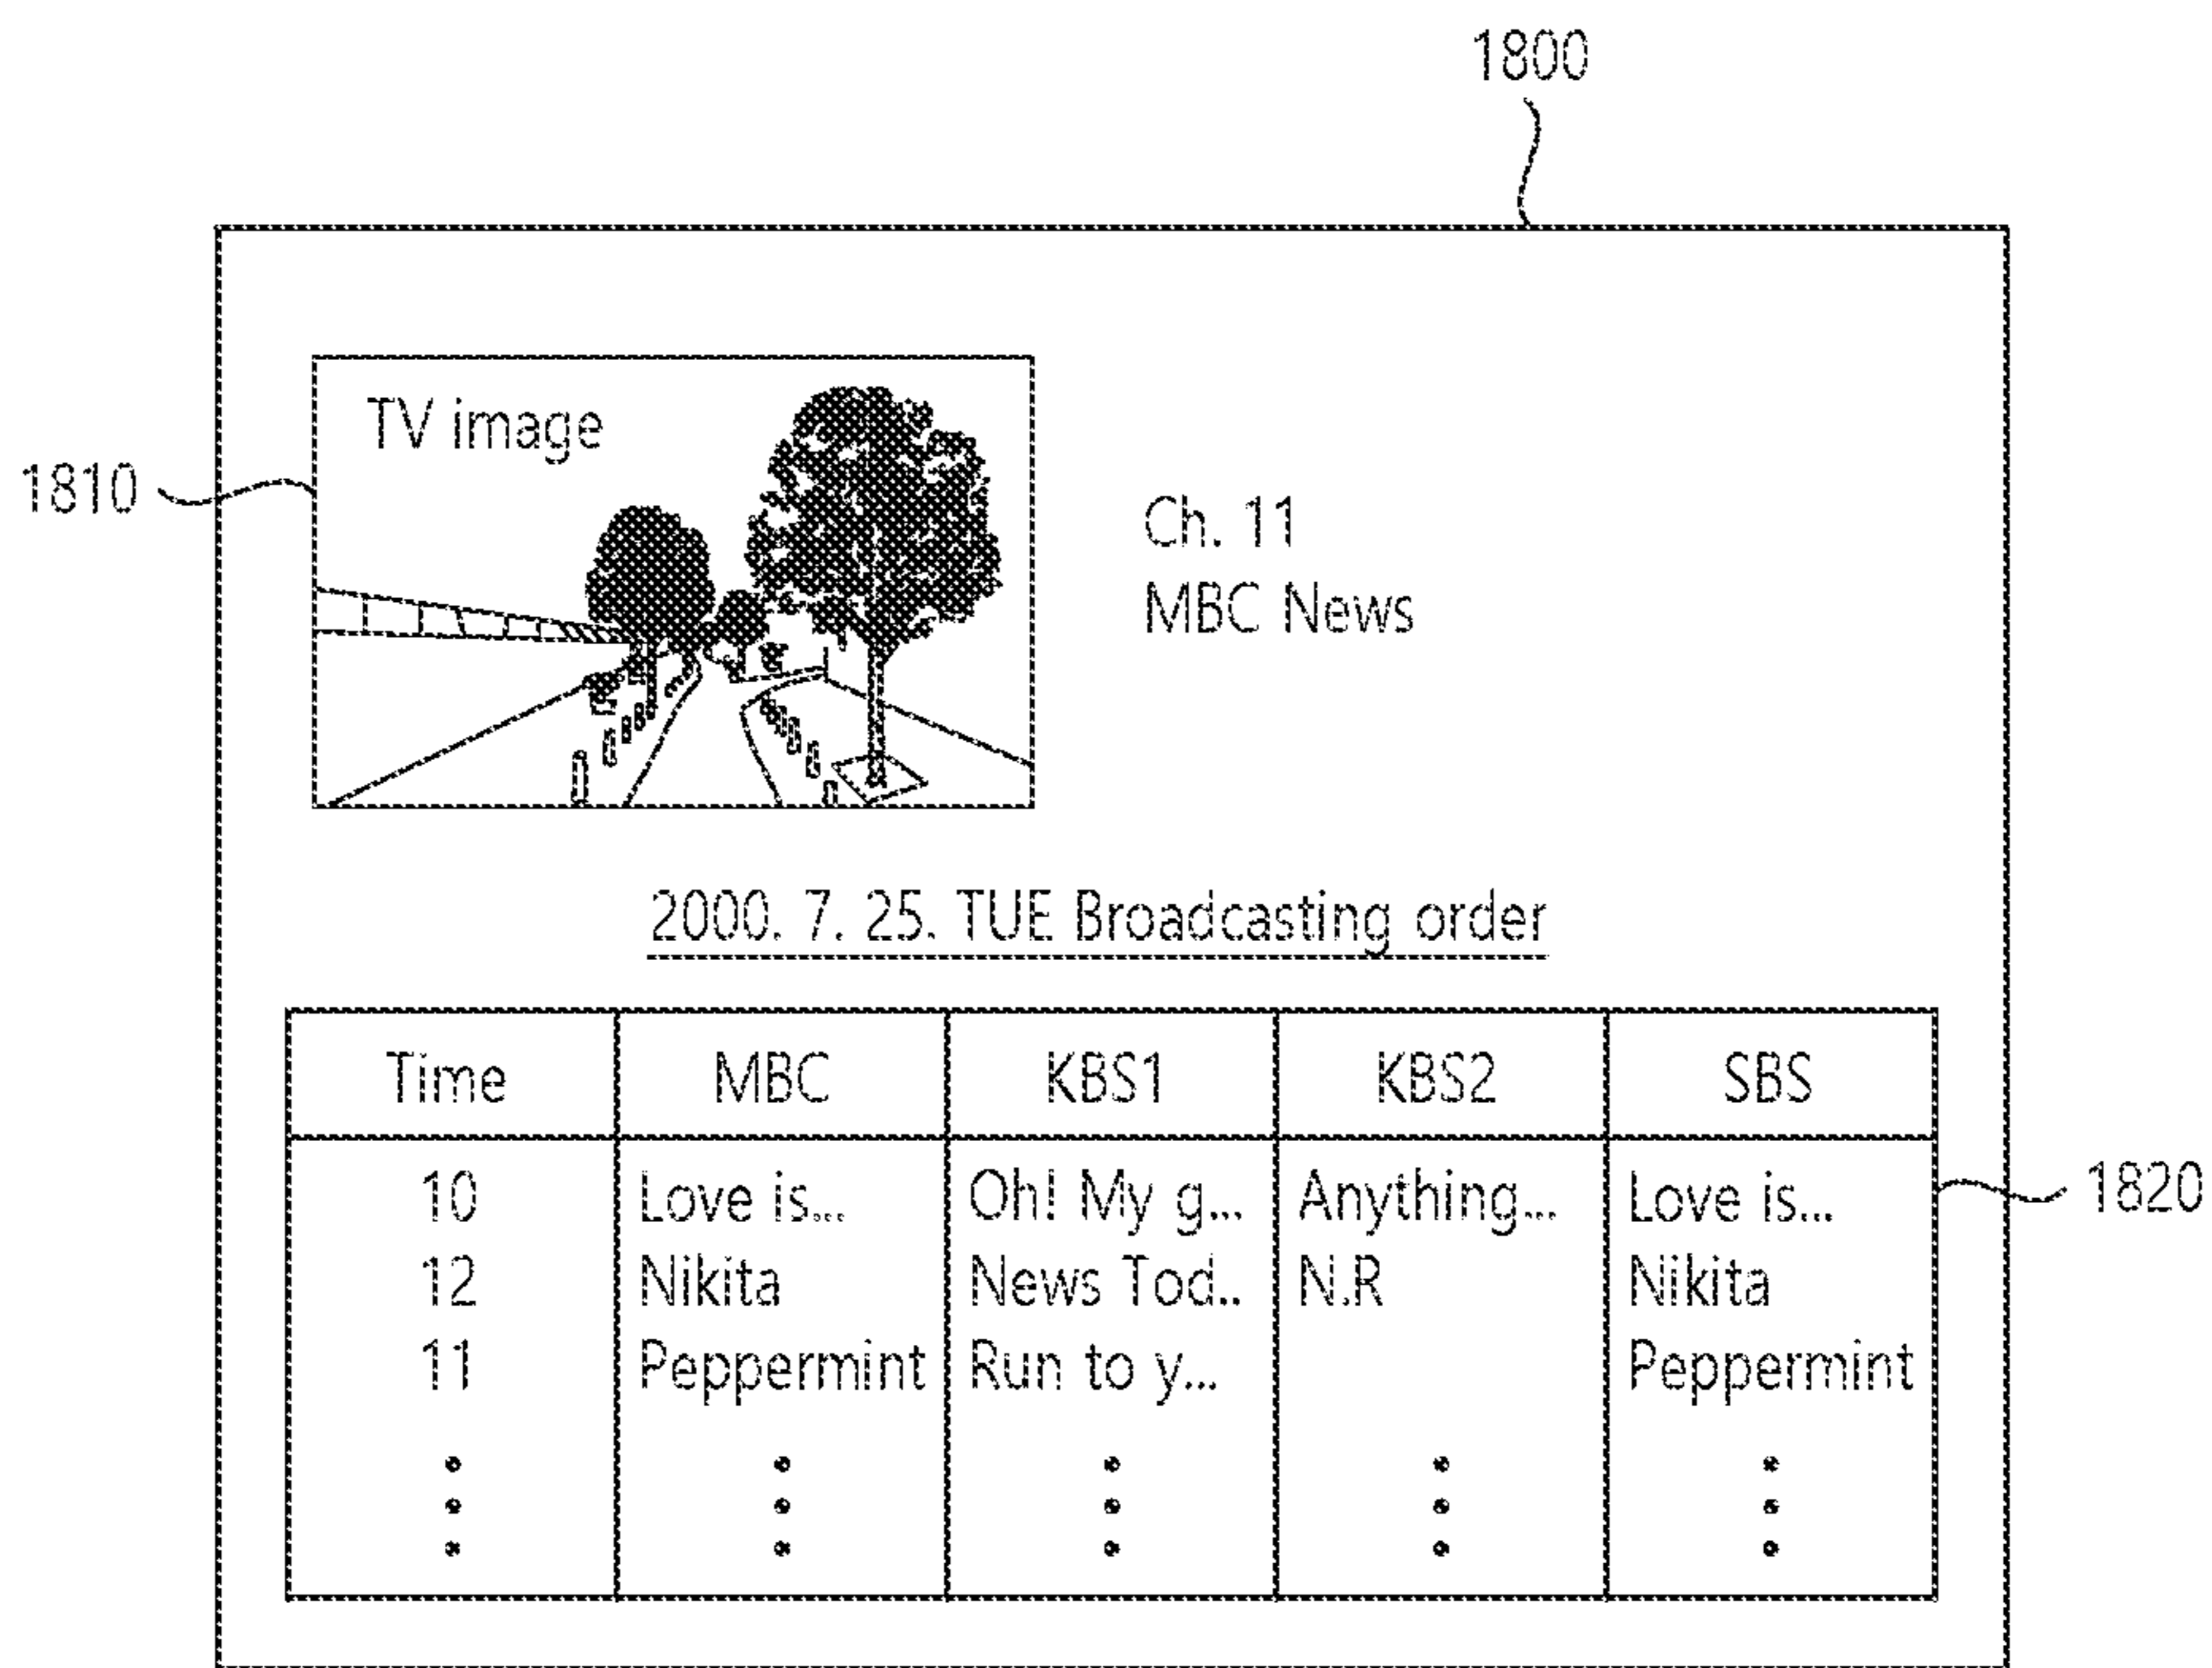 1800
TV image
1810
Ch. 11
MBC News
2000. 7. 25. TUE Broadcasting order
Time MBC KBS1 KBS2 SBS
10 Love is... Oh! My g... Anything... Love is...
1820
12 Nikita News Tod.. N.R Nikita
11 Peppermint Run to y... Peppermint